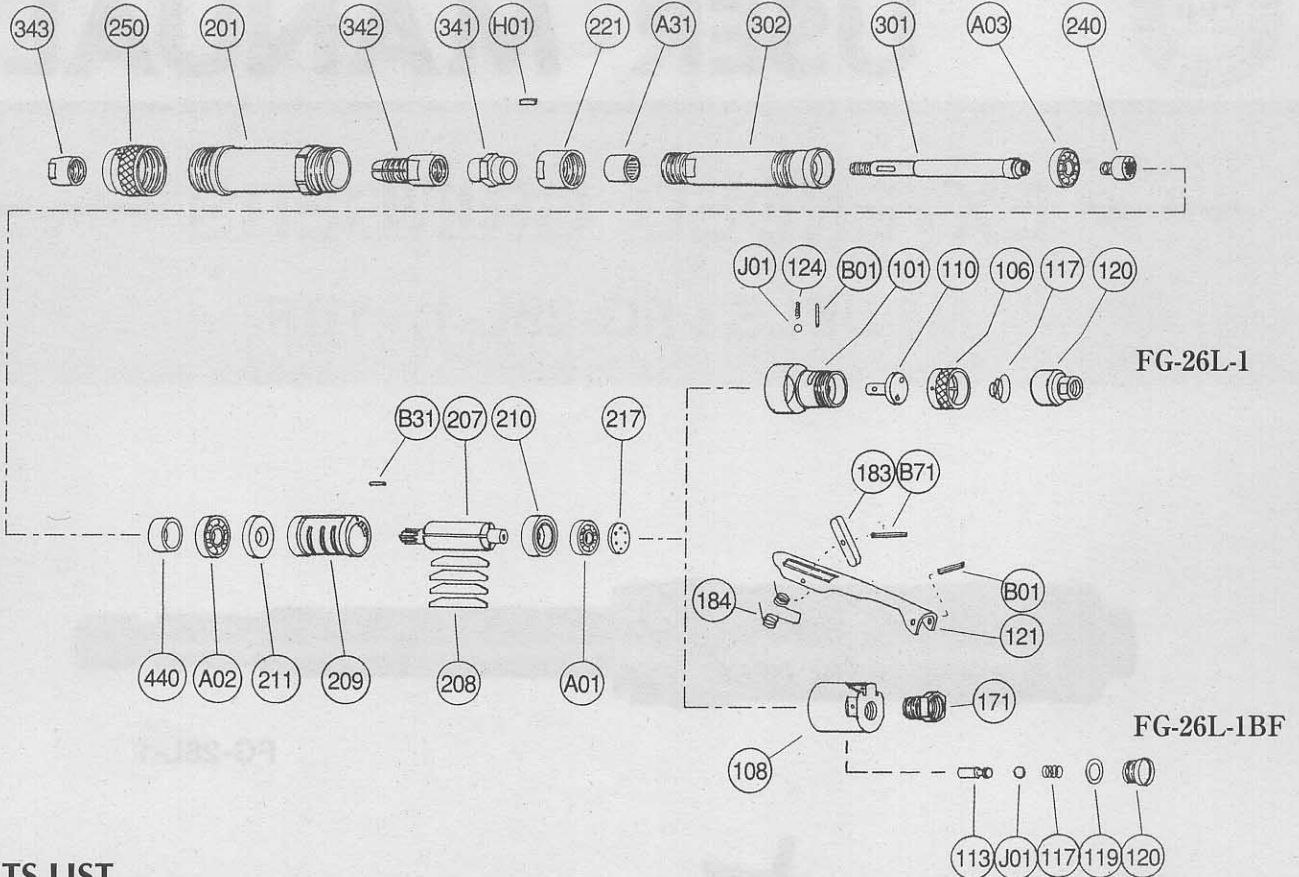 343 250 201 342 341 H01 221 A31 302 301 A03 240
J01 124 B01 101 110 106 117 120
FG-26L-1
B31 207 210 217
183 B71
184
B01
121
440 A02 211 209 208 A01
171
FG-26L-1BF
108
113 J01 117 119 120
TS LIST